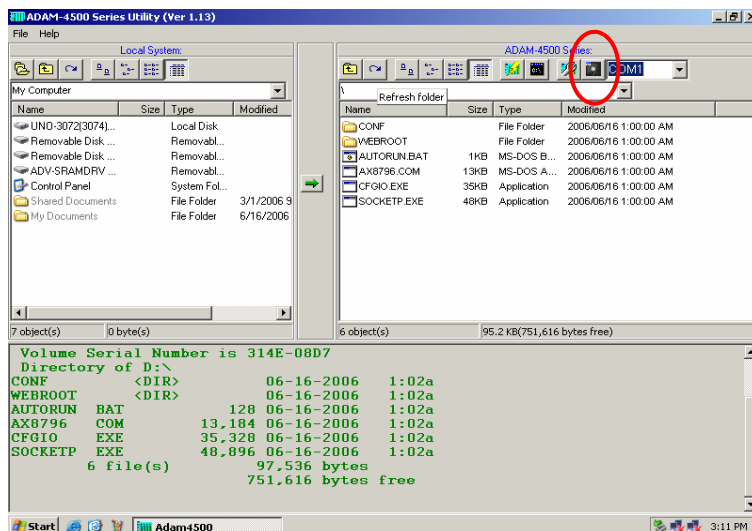 ADAM-4500 Series Utility (Ver 1.13)
File Help
Local System:
ADAM-4500 Series:
COM1
My Computer
\
Refresh folder
Name Size Type Modified
UNO-3072(3074)... Local Disk
Removable Disk ... Removabl...
Removable Disk ... Removabl...
ADV-SRAMDRV ... Removabl...
Control Panel System Fol...
Shared Documents File Folder 3/1/2006 9
My Documents File Folder 6/16/2006
Name Size Type Modified
CONF File Folder 2006/06/16 1:00:00 AM
WEBROOT File Folder 2006/06/16 1:00:00 AM
AUTORUN.BAT 1KB MS-DOS B... 2006/06/16 1:00:00 AM
AX8796.COM 13KB MS-DOS A... 2006/06/16 1:00:00 AM
CFGIO.EXE 35KB Application 2006/06/16 1:00:00 AM
SOCKETP.EXE 48KB Application 2006/06/16 1:00:00 AM
7 object(s) 0 byte(s)
6 object(s) 95.2 KB(751,616 bytes free)
Volume Serial Number is 314E-08D7
Directory of D:\
CONF <DIR> 06-16-2006 1:02a
WEBROOT <DIR> 06-16-2006 1:02a
AUTORUN BAT 128 06-16-2006 1:02a
AX8796 COM 13,184 06-16-2006 1:02a
CFGIO EXE 35,328 06-16-2006 1:02a
SOCKETP EXE 48,896 06-16-2006 1:02a
6 file(s) 97,536 bytes
751,616 bytes free
Start Adam4500 3:11 PM